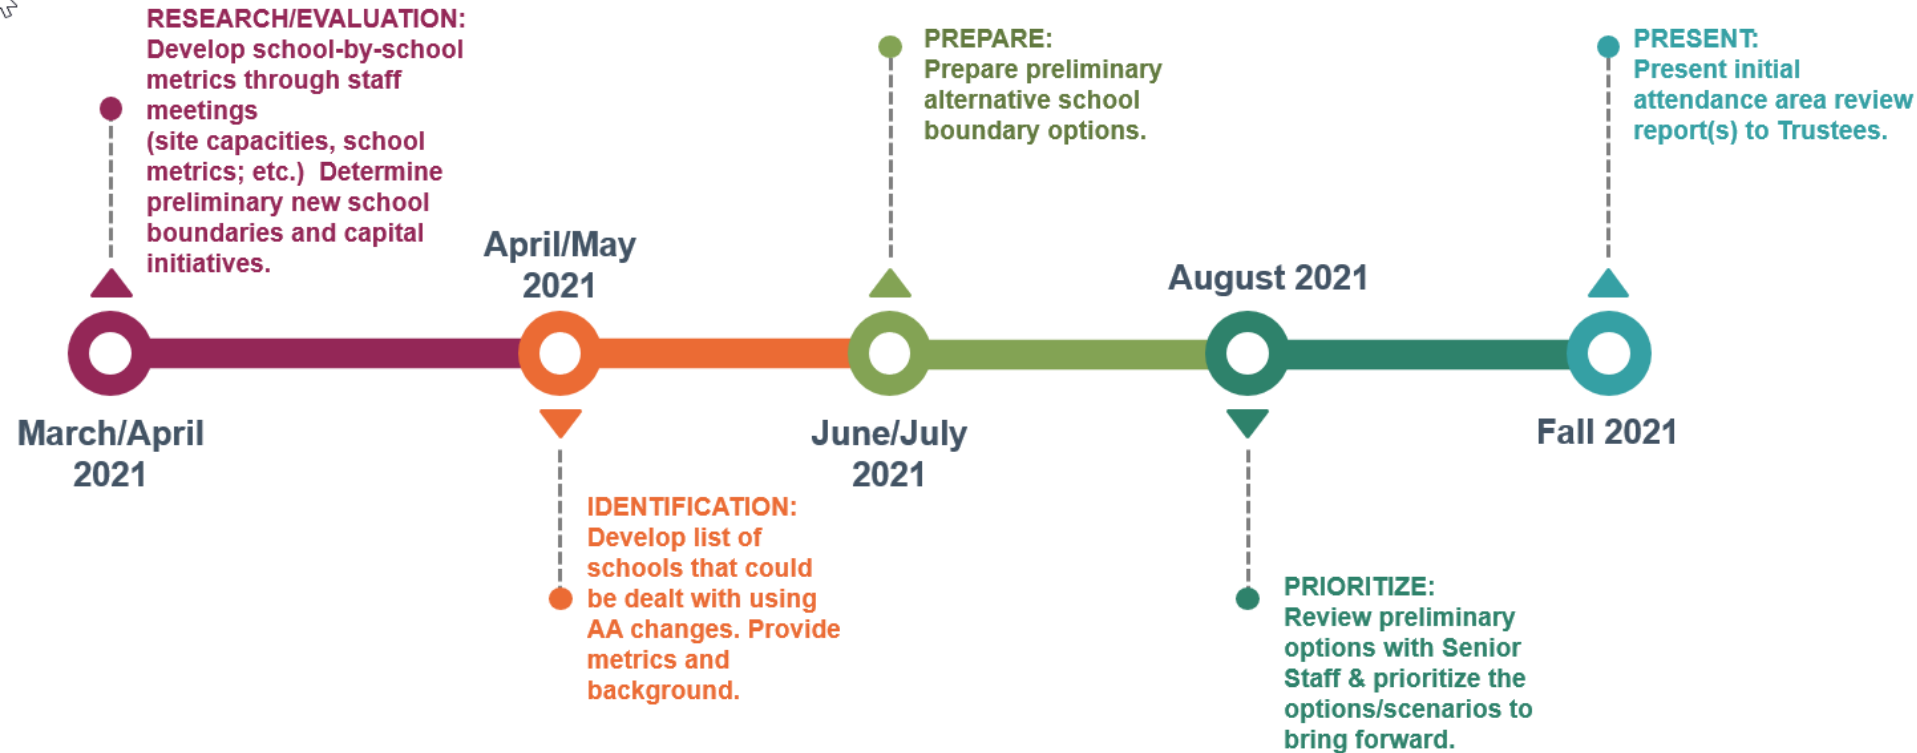 RESEARCH/EVALUATION:
Develop school-by-school
metrics through staff
meetings
(site capacities, school
metrics; etc.)  Determine
preliminary new school
boundaries and capital
initiatives.
March/April
2021
April/May
2021
IDENTIFICATION:
Develop list of
schools that could
be dealt with using
AA changes. Provide
metrics and
background.
PREPARE:
Prepare preliminary
alternative school
boundary options.
June/July
2021
August 2021
PRIORITIZE:
Review preliminary
options with Senior
Staff & prioritize the
options/scenarios to
bring forward.
PRESENT:
Present initial
attendance area review
report(s) to Trustees.
Fall 2021